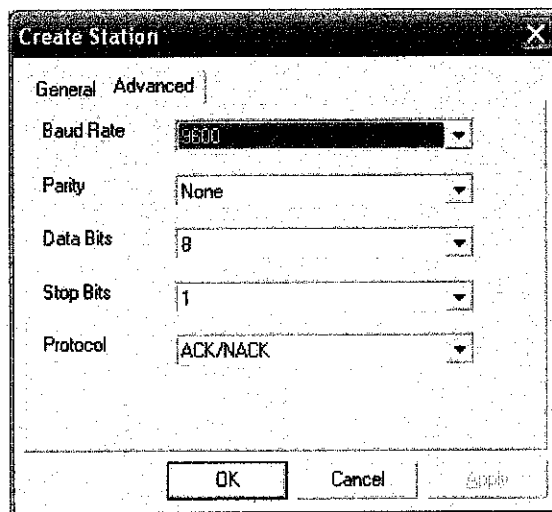 Create Station
General Advanced
Baud Rate 9600
Parity None
Data Bits 8
Stop Bits 1
Protocol ACK/NACK
OK Cancel Apply